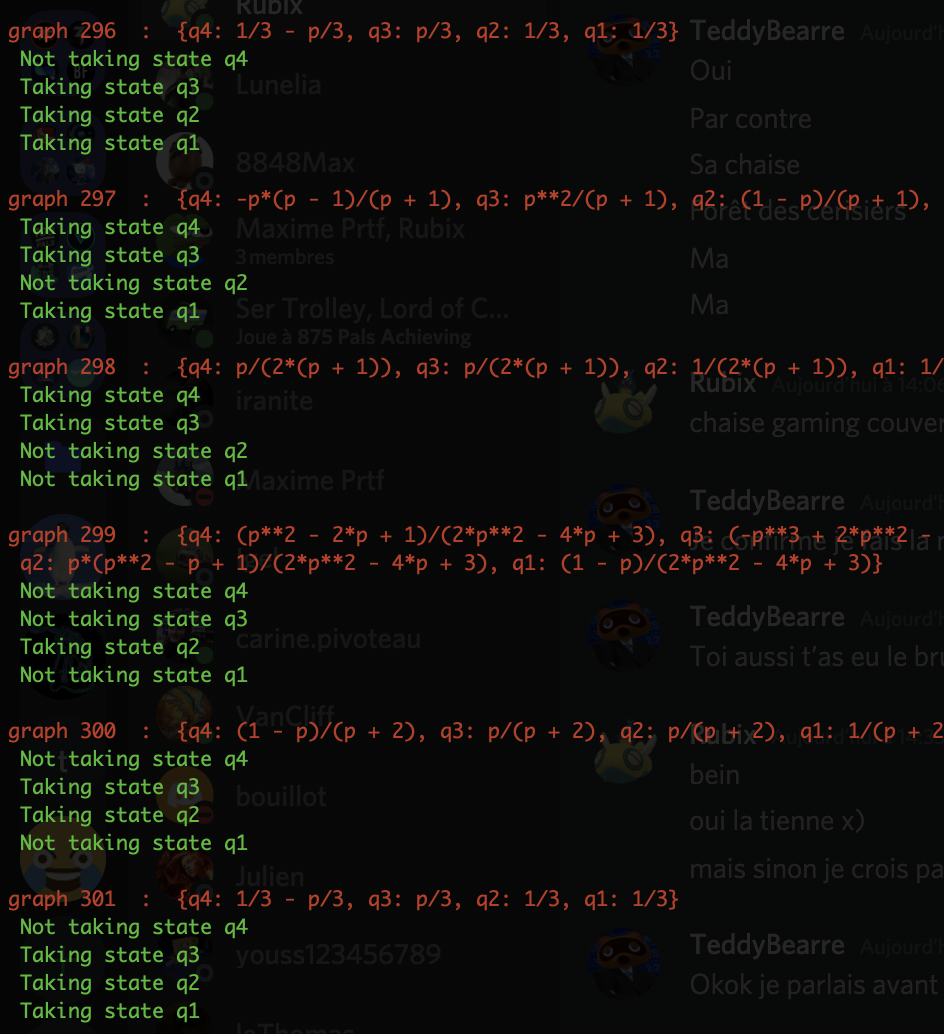 graph 296  :  {q4: 1/3 - p/3, q3: p/3, q2: 1/3, q1: 1/3}
Not taking state q4
Taking state q3
Taking state q2
Taking state q1
graph 297  :  {q4: -p*(p - 1)/(p + 1), q3: p**2/(p + 1), q2: (1 - p)/(p + 1),
Taking state q4
Taking state q3
Not taking state q2
Taking state q1
graph 298  :  {q4: p/(2*(p + 1)), q3: p/(2*(p + 1)), q2: 1/(2*(p + 1)), q1: 1/
Taking state q4
Taking state q3
Not taking state q2
Not taking state q1
graph 299  :  {q4: (p**2 - 2*p + 1)/(2*p**2 - 4*p + 3), q3: (-p**3 + 2*p**2 -
q2: p*(p**2 - p + 1)/(2*p**2 - 4*p + 3), q1: (1 - p)/(2*p**2 - 4*p + 3)}
Not taking state q4
Not taking state q3
Taking state q2
Not taking state q1
graph 300  :  {q4: (1 - p)/(p + 2), q3: p/(p + 2), q2: p/(p + 2), q1: 1/(p + 2
Not taking state q4
Taking state q3
Taking state q2
Not taking state q1
graph 301  :  {q4: 1/3 - p/3, q3: p/3, q2: 1/3, q1: 1/3}
Not taking state q4
Taking state q3
Taking state q2
Taking state q1
Rubix
Lunelia
8848Max
Maxime Prtf, Rubix
3 membres
Ser Trolley, Lord of C...
Joue à 875 Pals Achieving
iranite
Maxime Prtf
carine.pivoteau
VanCliff
bouillot
Julien
youss123456789
TeddyBearre
Oui
Par contre
Sa chaise
Forêt des cerisiers
Ma
Ma
Rubix Aujourd'hui à 14:06
chaise gaming couver
TeddyBearre Aujourd'
Je confirme je fais la
TeddyBearre Aujourd'
Toi aussi t'as eu le bru
Rubix
bein
oui la tienne x)
mais sinon je crois pa
TeddyBearre Aujourd'
Okok je parlais avant